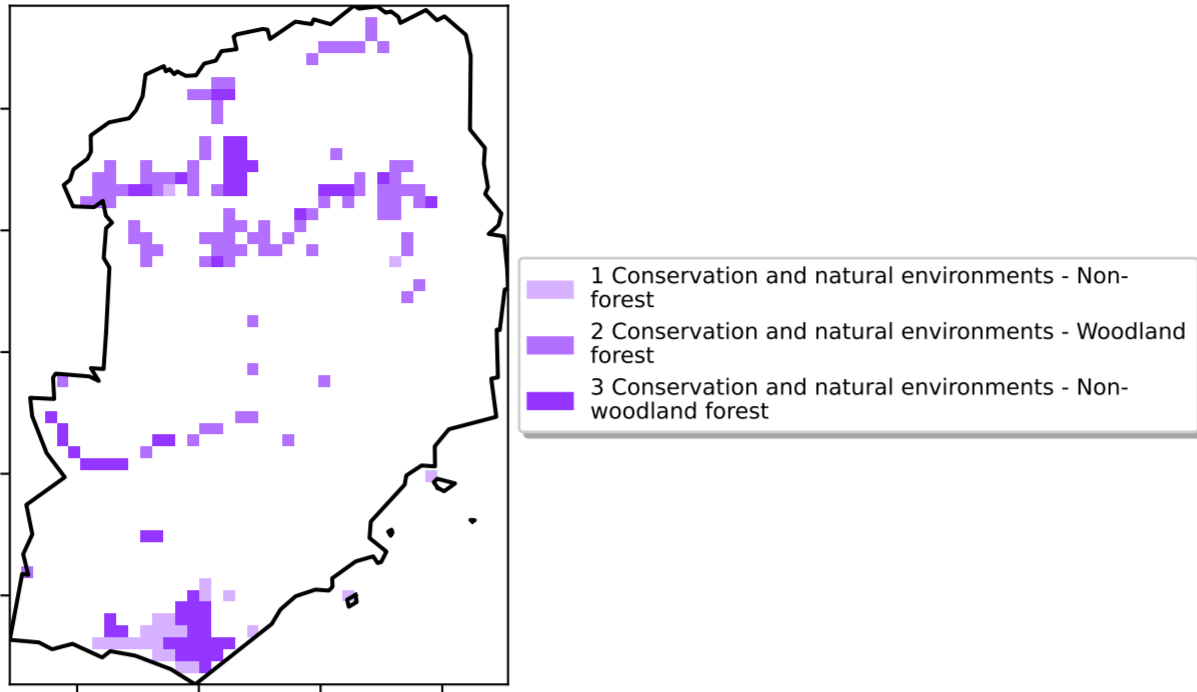 1 Conservation and natural environments - Non-
forest
2 Conservation and natural environments - Woodland
forest
3 Conservation and natural environments - Non-
woodland forest